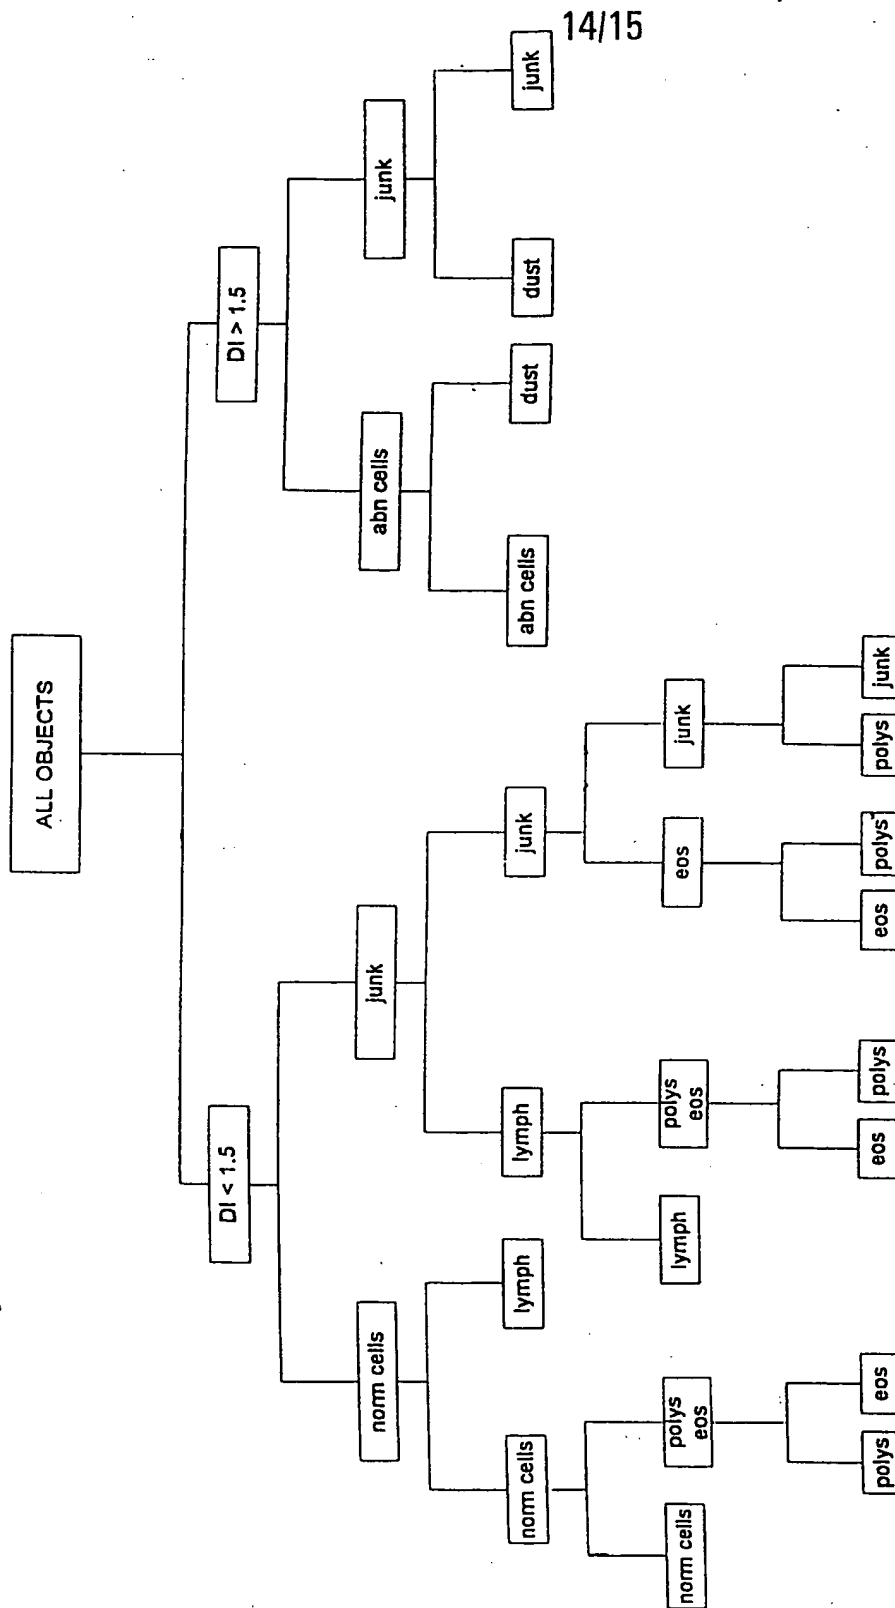 14/15
ALL OBJECTS
DI < 1.5
DI > 1.5
norm cells
junk
abn cells
junk
norm cells
lymph
lymph
junk
abn cells
dust
dust
junk
norm cells
polys
eos
lymph
polys
eos
eos
junk
polys
eos
eos
polys
eos
polys
polys
junk